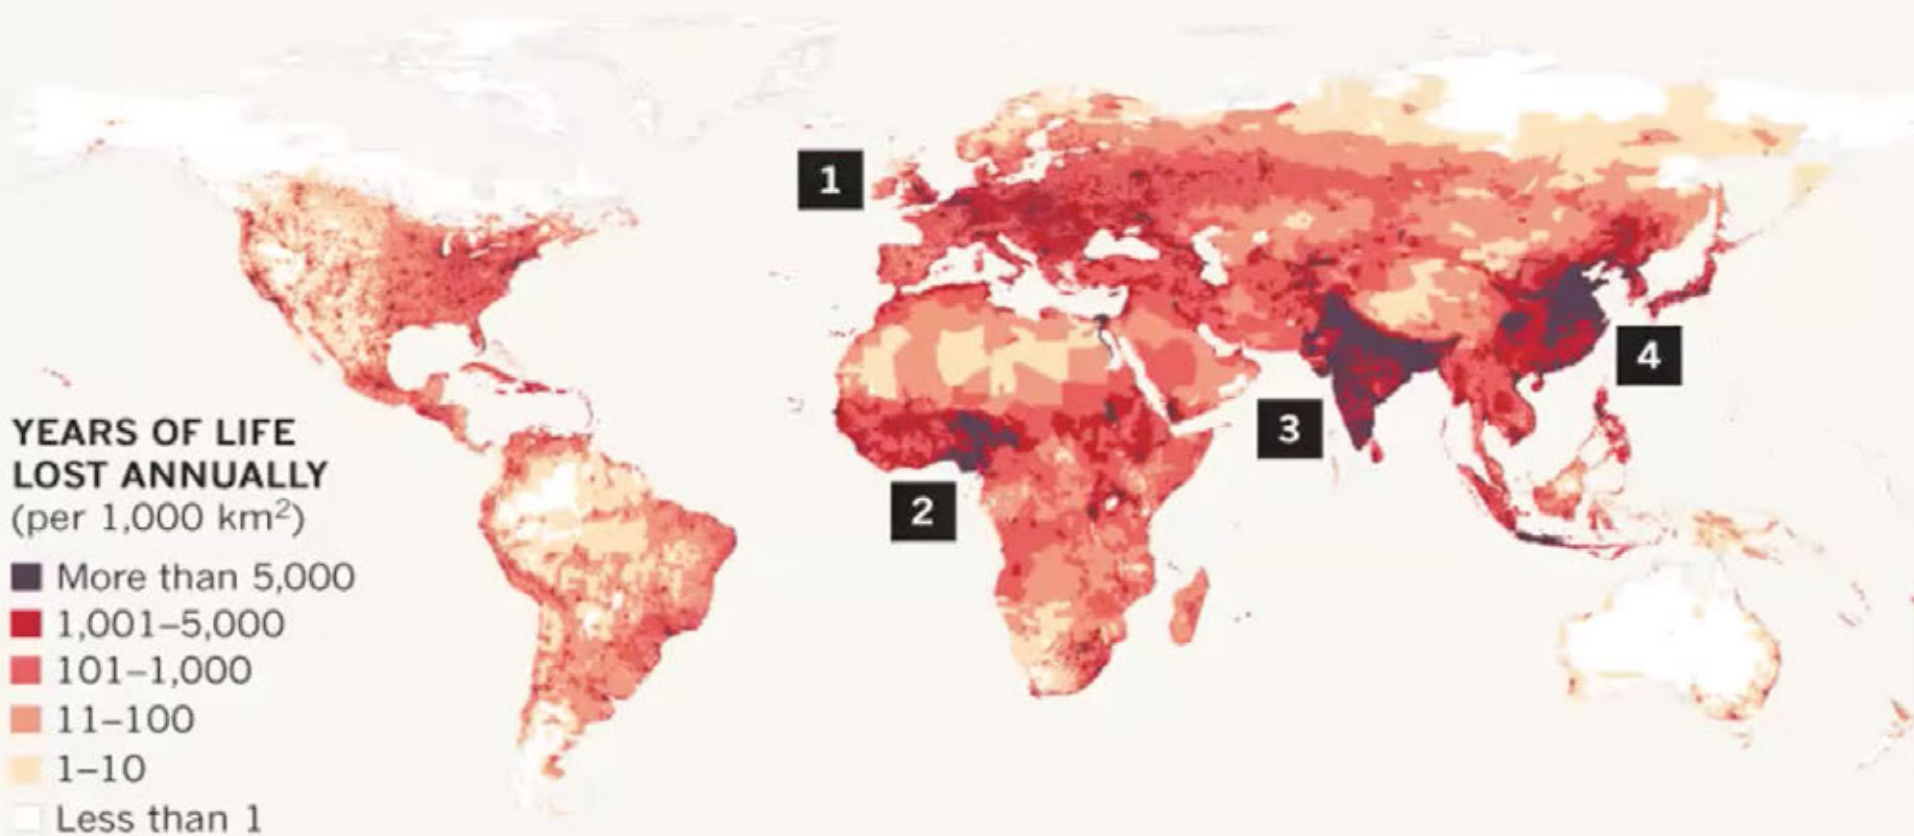 1
4
3
2
YEARS OF LIFE
LOST ANNUALLY
(per 1,000 km²)
More than 5,000
1,001–5,000
101–1,000
11–100
1–10
Less than 1